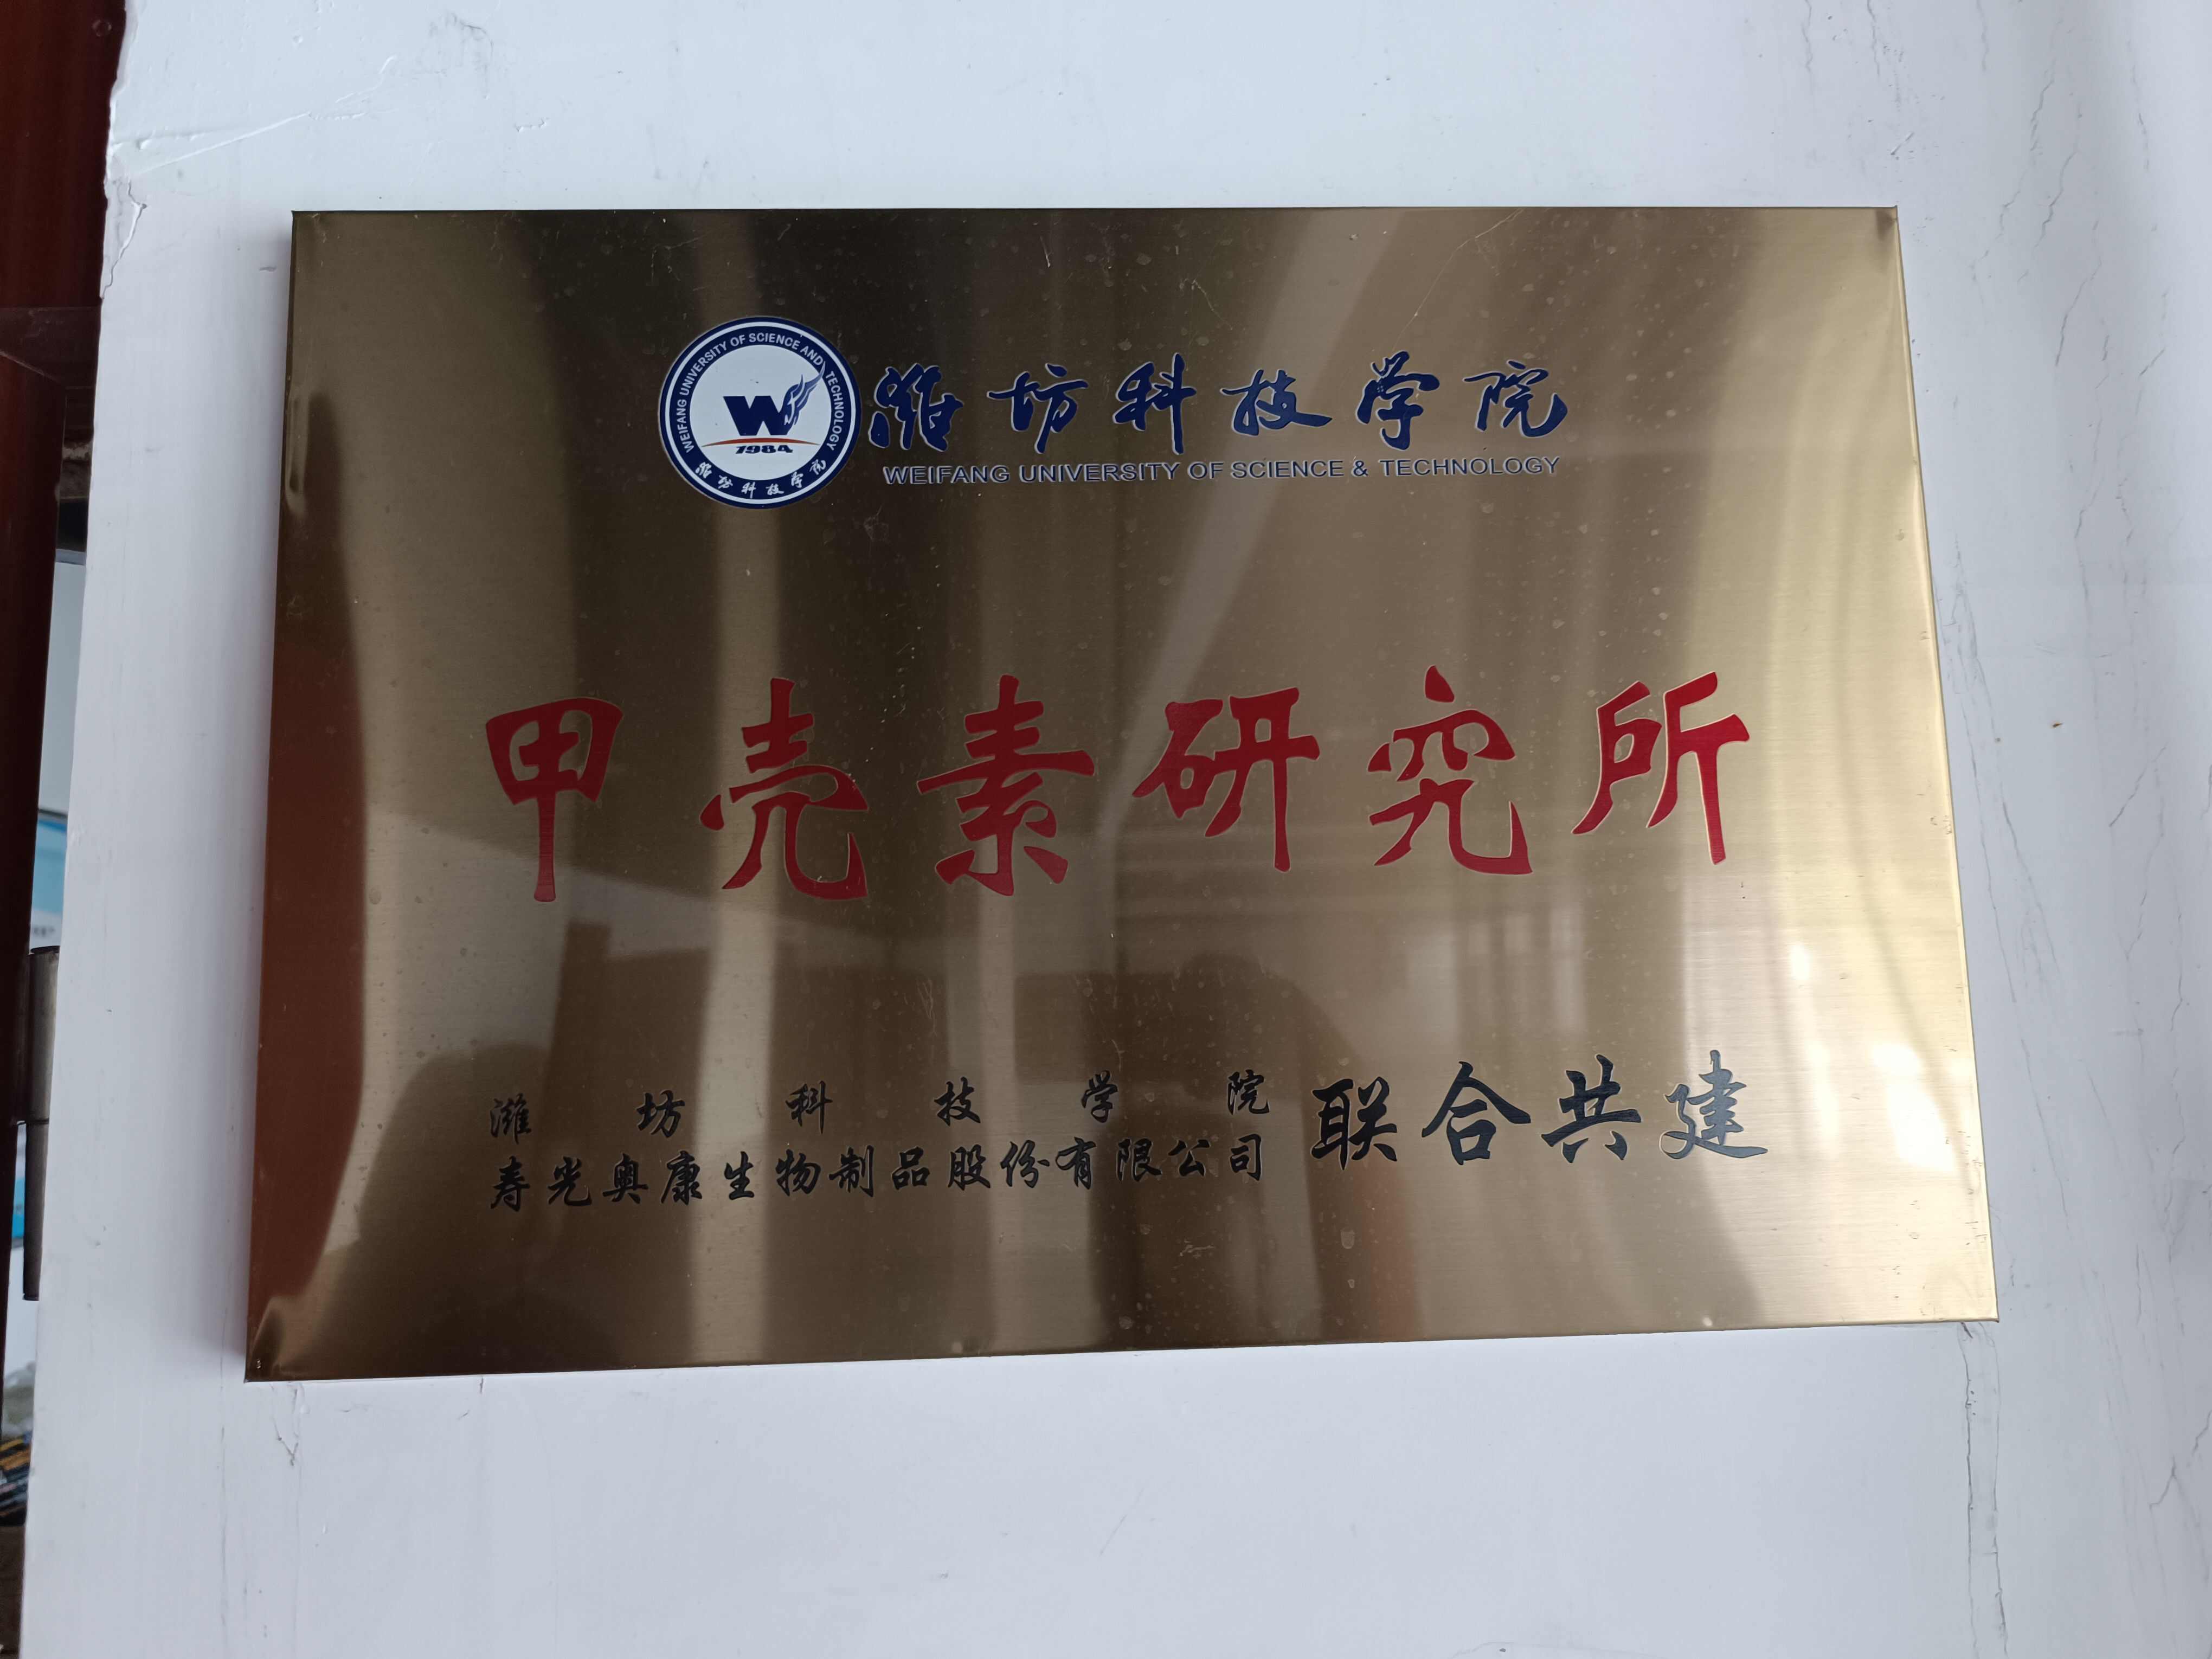 WEIFANG UNIVERSITY OF SCIENCE AND TECHNOLOGY
W
1984
潍坊科技学院
潍坊科技学院
WEIFANG UNIVERSITY OF SCIENCE & TECHNOLOGY
甲壳素研究所
潍坊科技学院
寿光奥康生物制品股份有限公司
联合共建